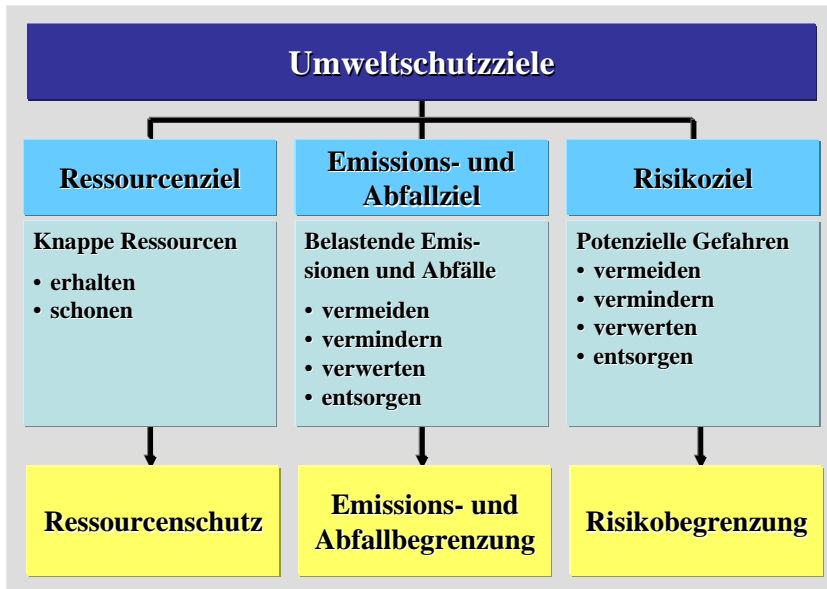 Umweltschutzziele
Ressourcenziel
Knappe Ressourcen
• erhalten
• schonen
Ressourcenschutz
Emissions- und
Abfallziel
Belastende Emis-
sionen und Abfälle
• vermeiden
• vermindern
• verwerten
• entsorgen
Emissions- und
Abfallbegrenzung
Risikoziel
Potenzielle Gefahren
• vermeiden
• vermindern
• verwerten
• entsorgen
Risikobegrenzung